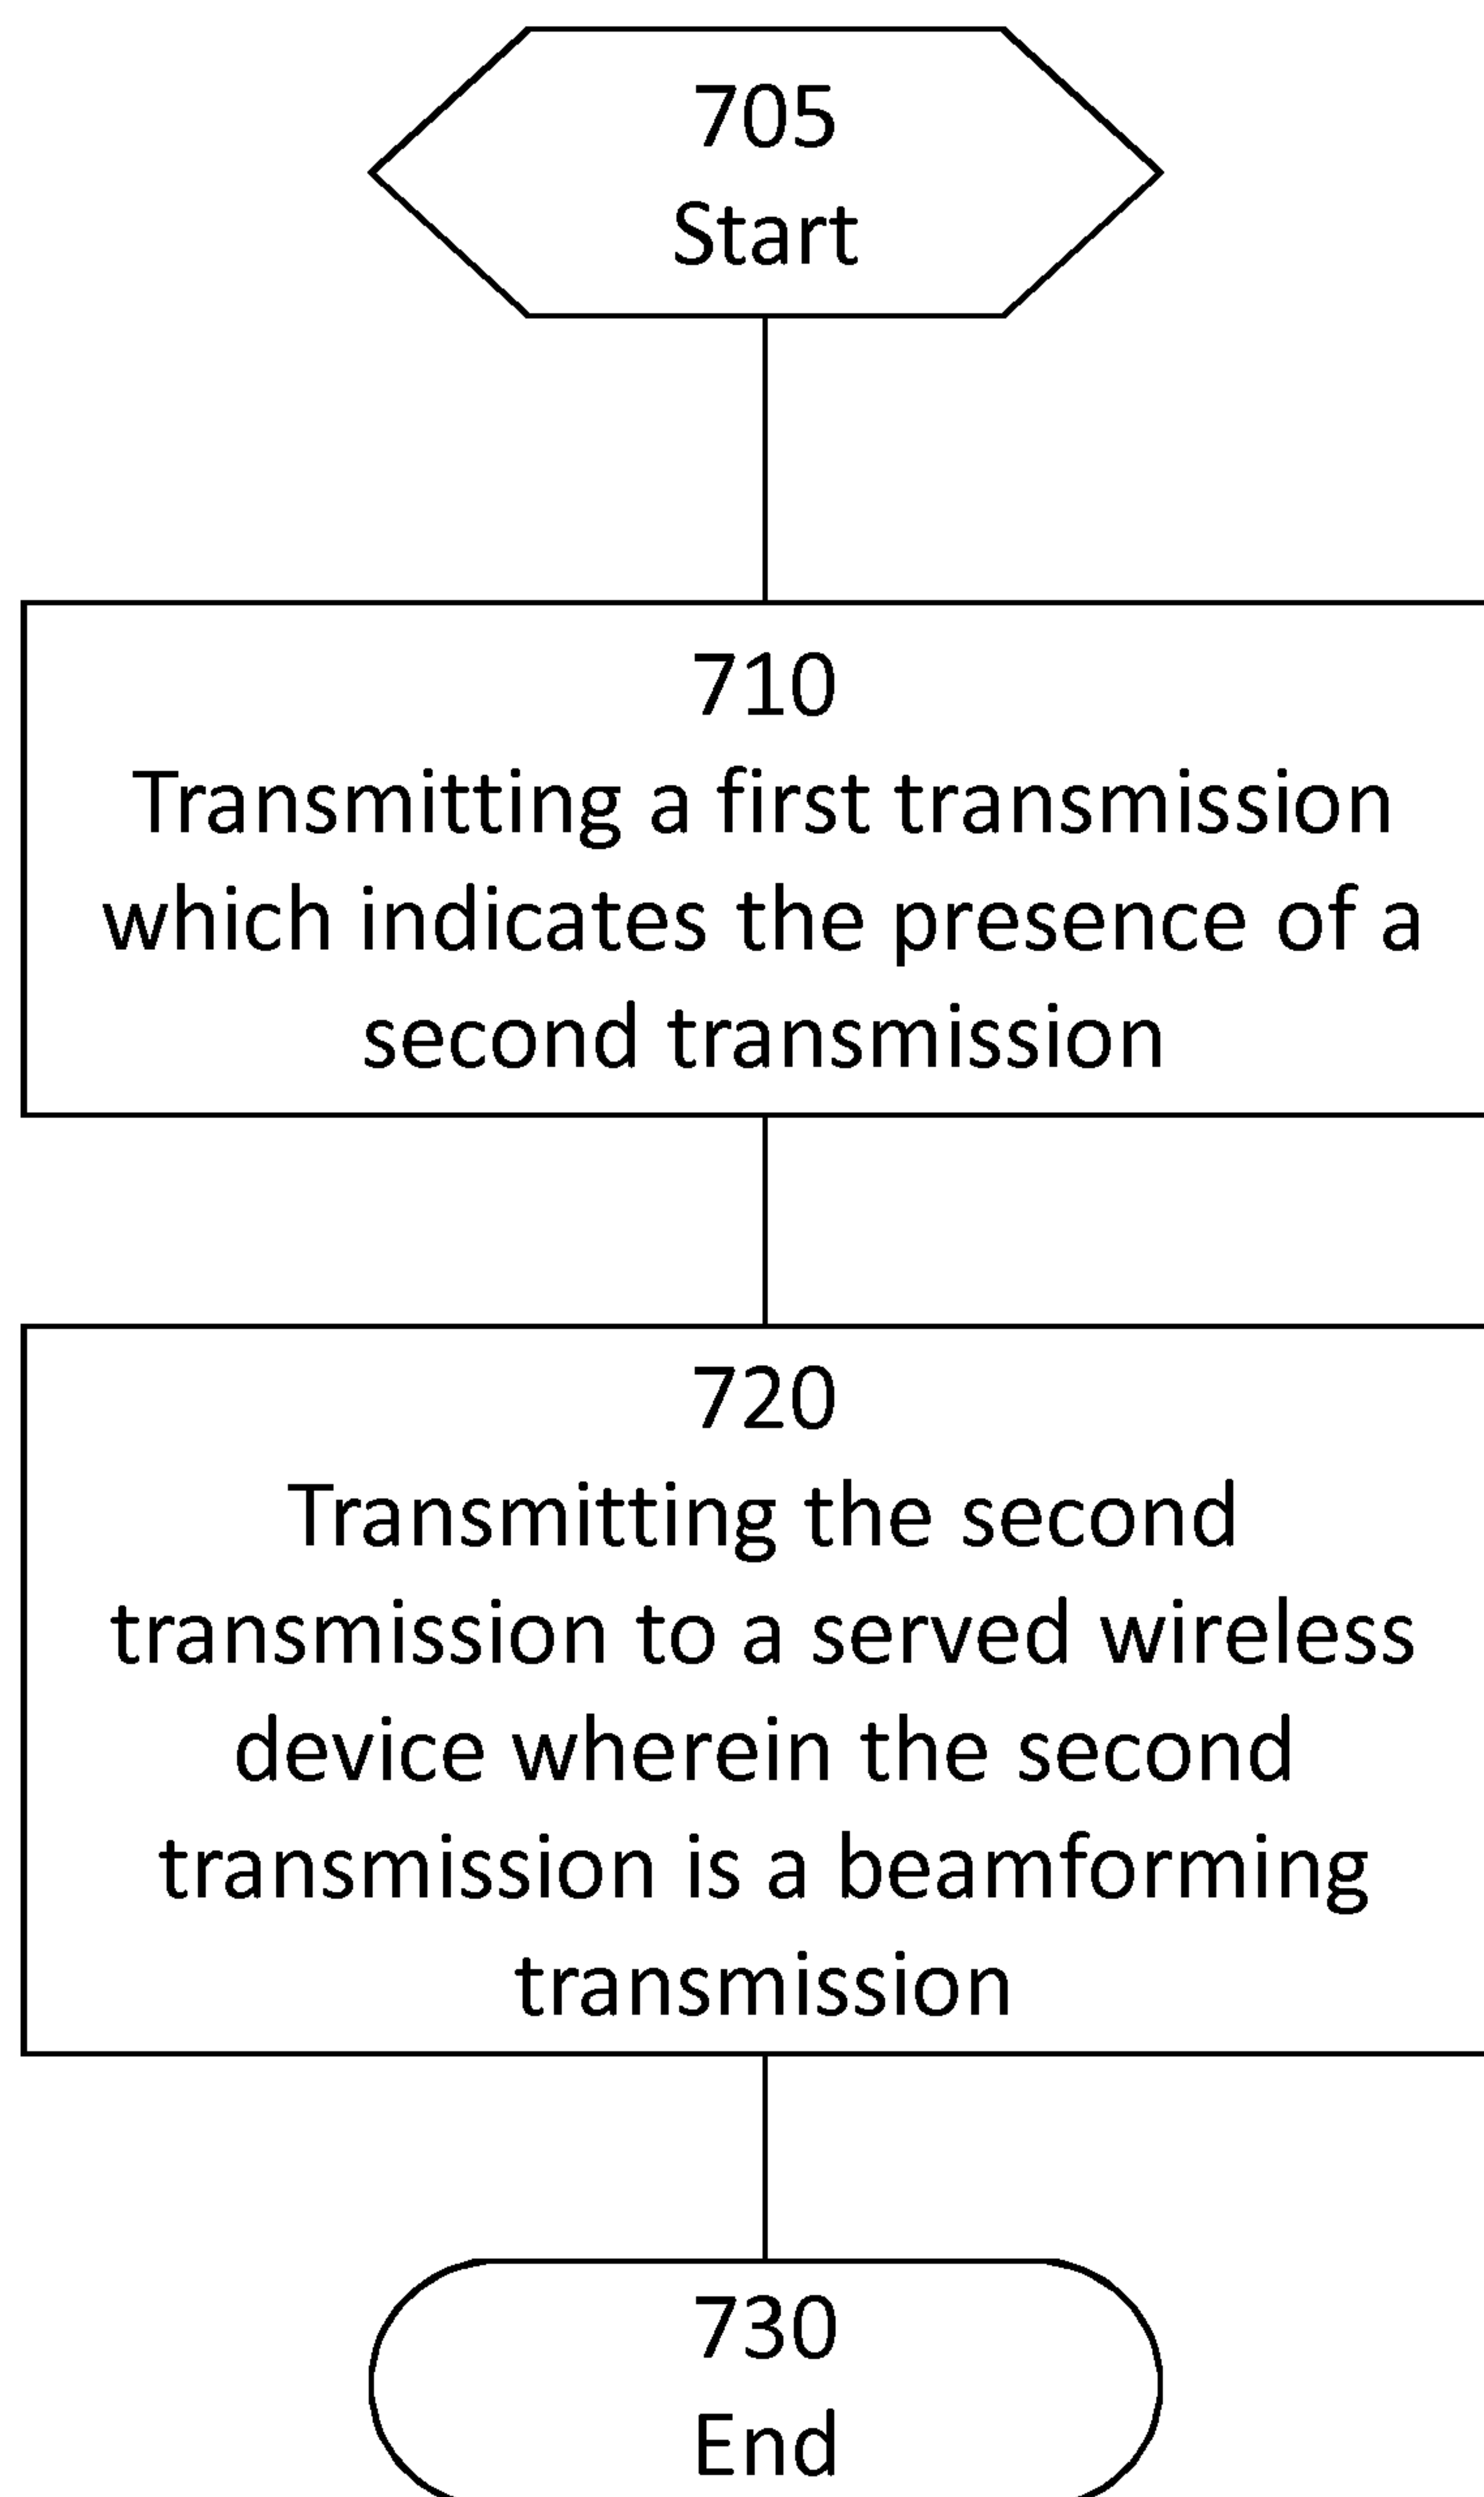 705
Start
710
Transmitting a first transmission
which indicates the presence of a
second transmission
720
Transmitting the second
transmission to a served wireless
device wherein the second
transmission is a beamforming
transmission
730
End